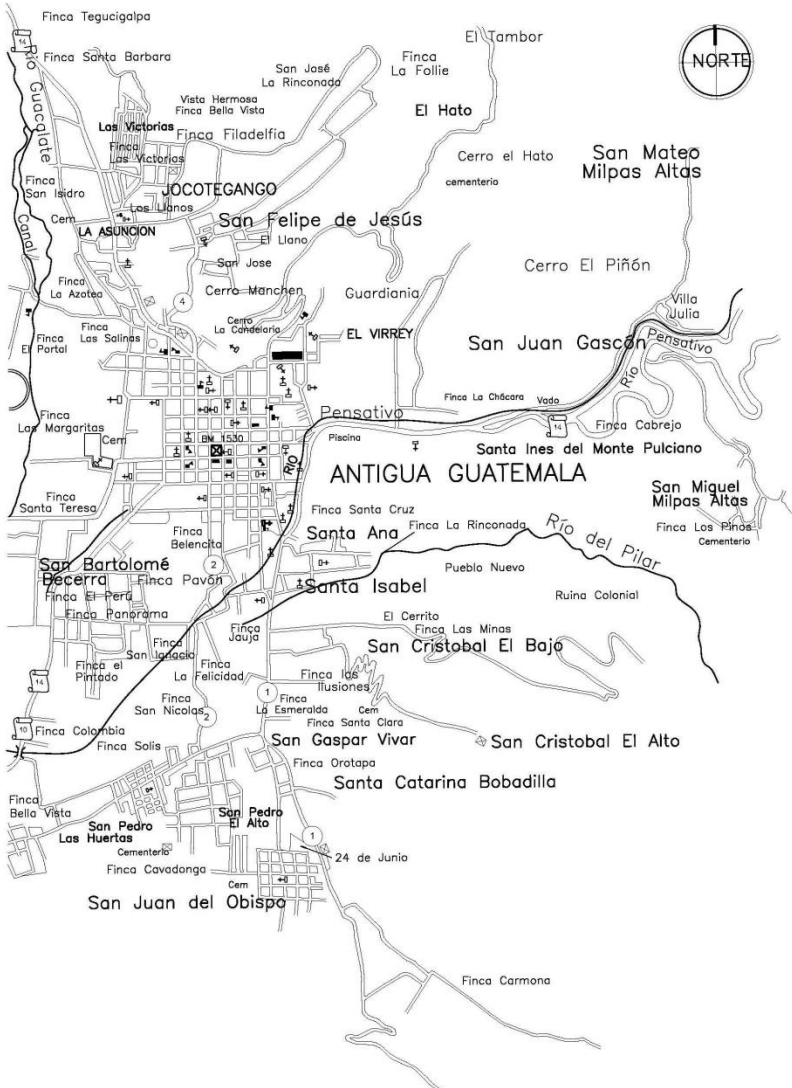 Finca Tegucigalpa
14
Río Guacalate
Finca Santa Barbara
El Tambor
Finca
La Follie
NORTE
San José
La Rinconada
Vista Hermosa
Finca Bella Vista
El Hato
Las Victorias
Finca
Las Victorias
Finca Filadelfia
Cerro el Hato
cementerio
San Mateo
Milpas Altas
Finca
San Isidro
JOCOTEGANGO
Los Llanos
Cem
LA ASUNCION
San Felipe de Jesús
El Llano
Canal
San Jose
Cerro El Piñón
Finca
La Azotea
Cerro Manchen
Guardiania
4
Villa
Julia
Finca
Las Salinas
Cerro
La Candelaria
EL VIRREY
San Juan Gascón
Pensativo
Río
Finca
El Portal
Finca La Chácara
Vado
14
Finca Cabrejo
Finca
Las Margaritas
Pensativo
RIO
Piscina
Cem
BM 1530
Santa Ines del Monte Pulciano
ANTIGUA GUATEMALA
San Miguel
Milpas Altas
Finca
Santa Teresa
Finca Santa Cruz
Finca Los Pinos
Cementerio
Finca
Belencita
Santa Ana
Finca La Rinconada
Río del Pilar
San Bartolomé
Becerra
2
Finca Pavón
Santa Isabel
Pueblo Nuevo
Finca El Perú
Ruina Colonial
Finca Panorama
El Cerrito
Finca Las Minas
Finca
Jauja
Finca
San Ignacio
San Cristobal El Bajo
Finca el
Pintado
Finca
La Felicidad
Finca las
Ilusiones
14
1
Finca
San Nicolas
2
Finca
La Esmeralda
Cem
Finca Santa Clara
10
Finca Colombia
Finca Solis
San Gaspar Vivar
San Cristobal El Alto
Finca Orotapa
Santa Catarina Bobadilla
Finca
Bella Vista
San Pedro
Las Huertas
San Pedro
El Alto
1
24 de Junio
Cementerio
Finca Cavadonga
Cem
San Juan del Obispo
Finca Carmona